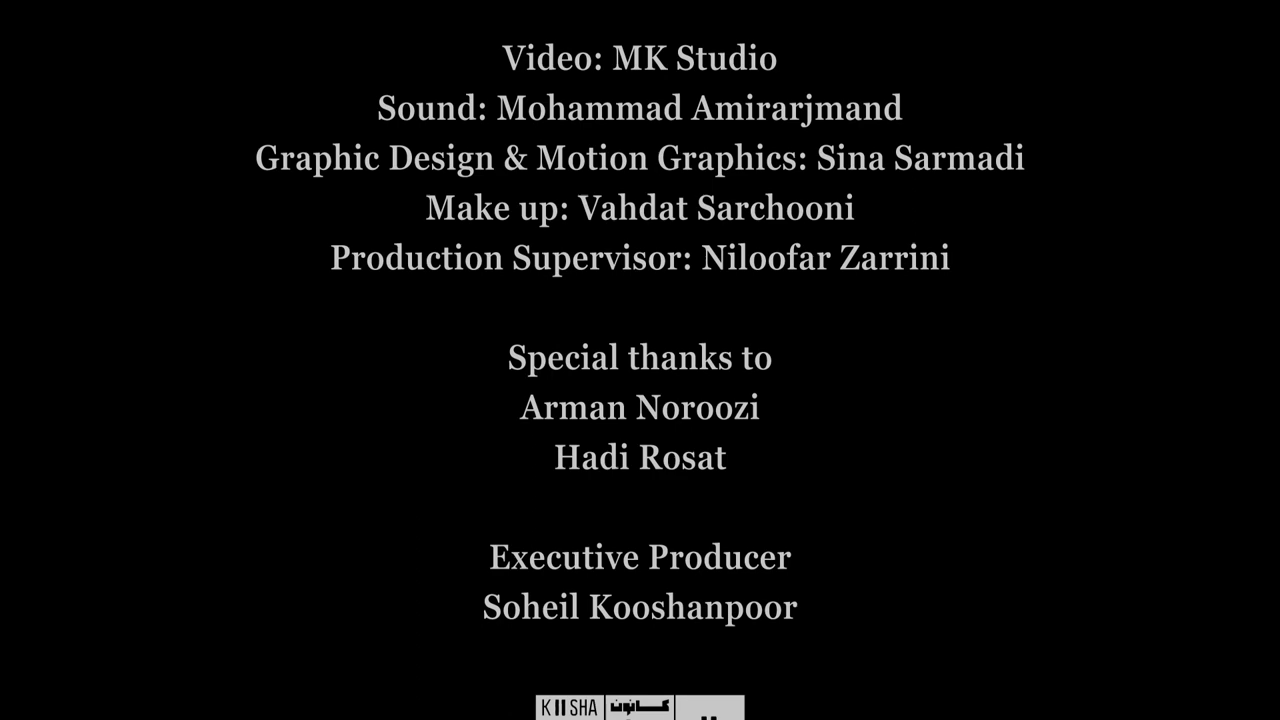 Video: MK Studio
Sound: Mohammad Amirarjmand
Graphic Design & Motion Graphics: Sina Sarmadi
Make up: Vahdat Sarchooni
Production Supervisor: Niloofar Zarrini
Special thanks to
Arman Noroozi
Hadi Rosat
Executive Producer
Soheil Kooshanpoor
کانون